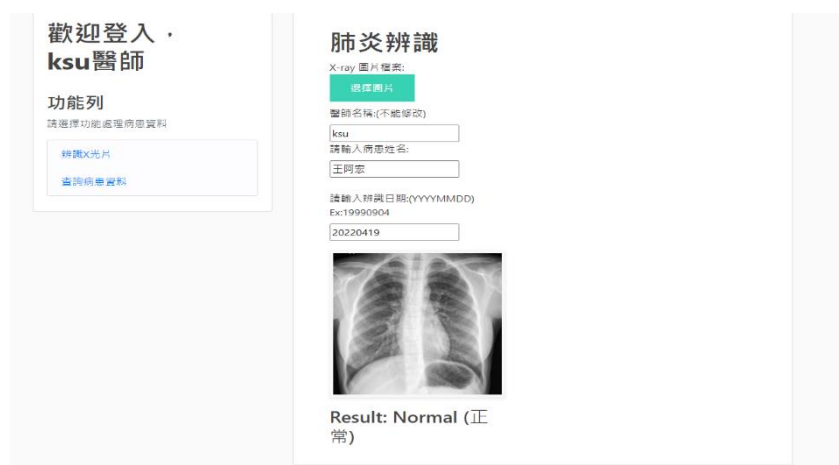 歡迎登入，
ksu醫師
功能列
請選擇功能處理病患資料
辨識X光片
查詢病患資料
肺炎辨識
X-ray 圖片檔案:
選擇圖片
醫師名稱:(不能修改)
ksu
請輸入病患姓名:
王阿宏
請輸入辨識日期:(YYYYMMDD)
Ex:19990904
20220419
Result: Normal (正
常)